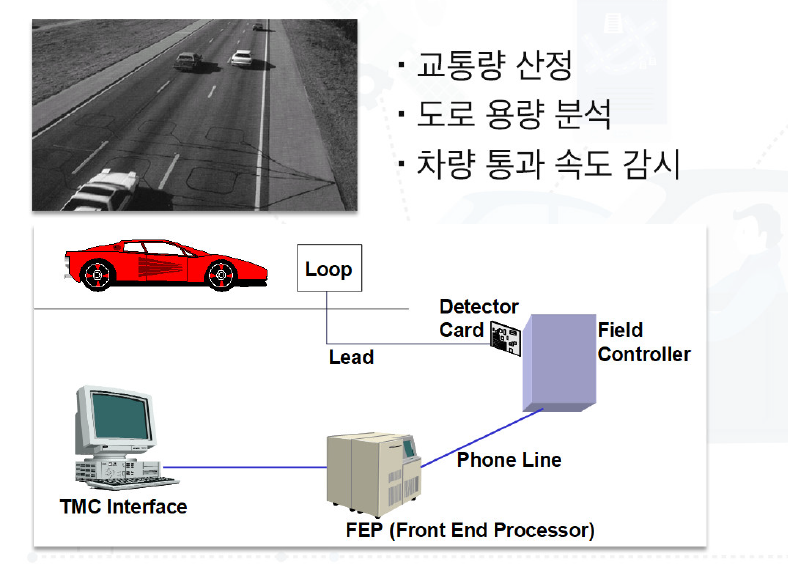 · 교통량 산정
· 도로 용량 분석
· 차량 통과 속도 감시
Loop
Detector
Card
Field
Controller
Lead
Phone Line
TMC Interface
FEP (Front End Processor)